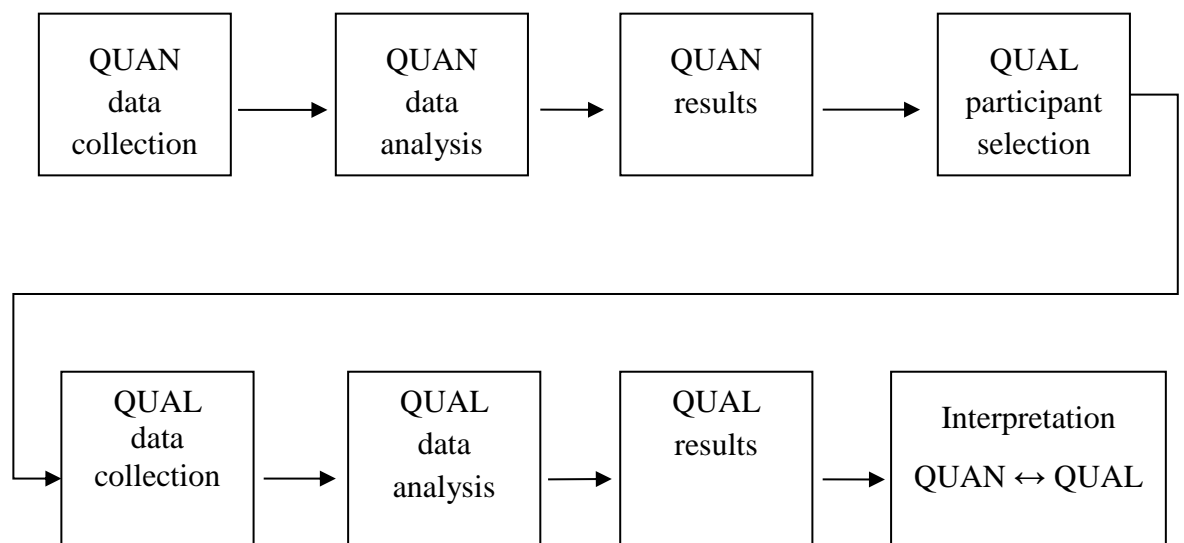 QUAN
data
collection
QUAN
data
analysis
QUAN
results
QUAL
participant
selection
QUAL
data
collection
QUAL
data
analysis
QUAL
results
Interpretation
QUAN ↔ QUAL